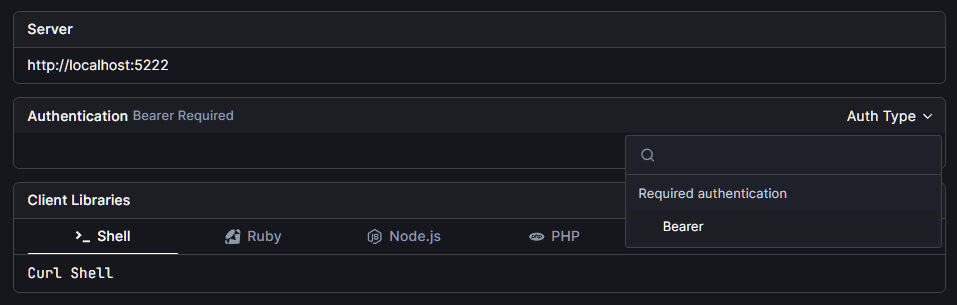 Server
http://localhost:5222
Authentication Bearer Required Auth Type
Required authentication
Client Libraries
Bearer
>_ Shell Ruby Node.js php PHP
Curl Shell